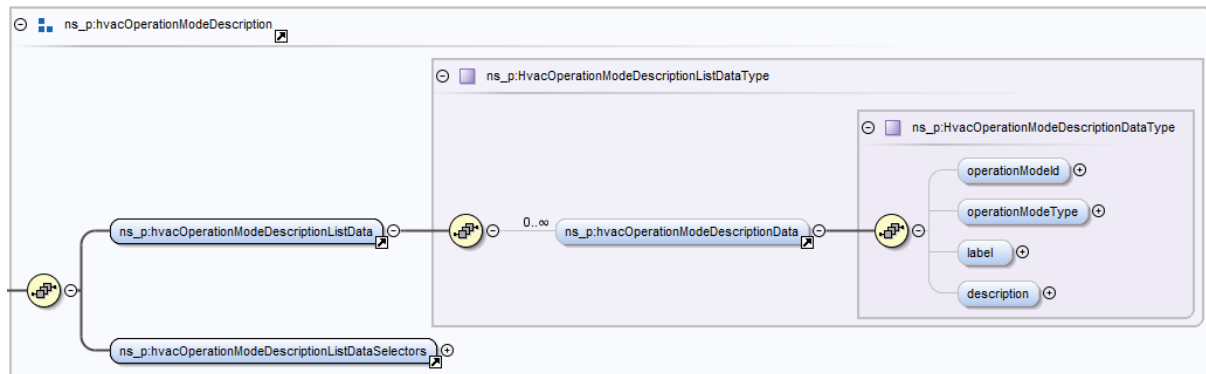 ns_p:hvacOperationModeDescription
ns_p:HvacOperationModeDescriptionListDataType
ns_p:HvacOperationModeDescriptionDataType
operationModeId
operationModeType
label
description
0..∞
ns_p:hvacOperationModeDescriptionData
ns_p:hvacOperationModeDescriptionListData
ns_p:hvacOperationModeDescriptionListDataSelectors